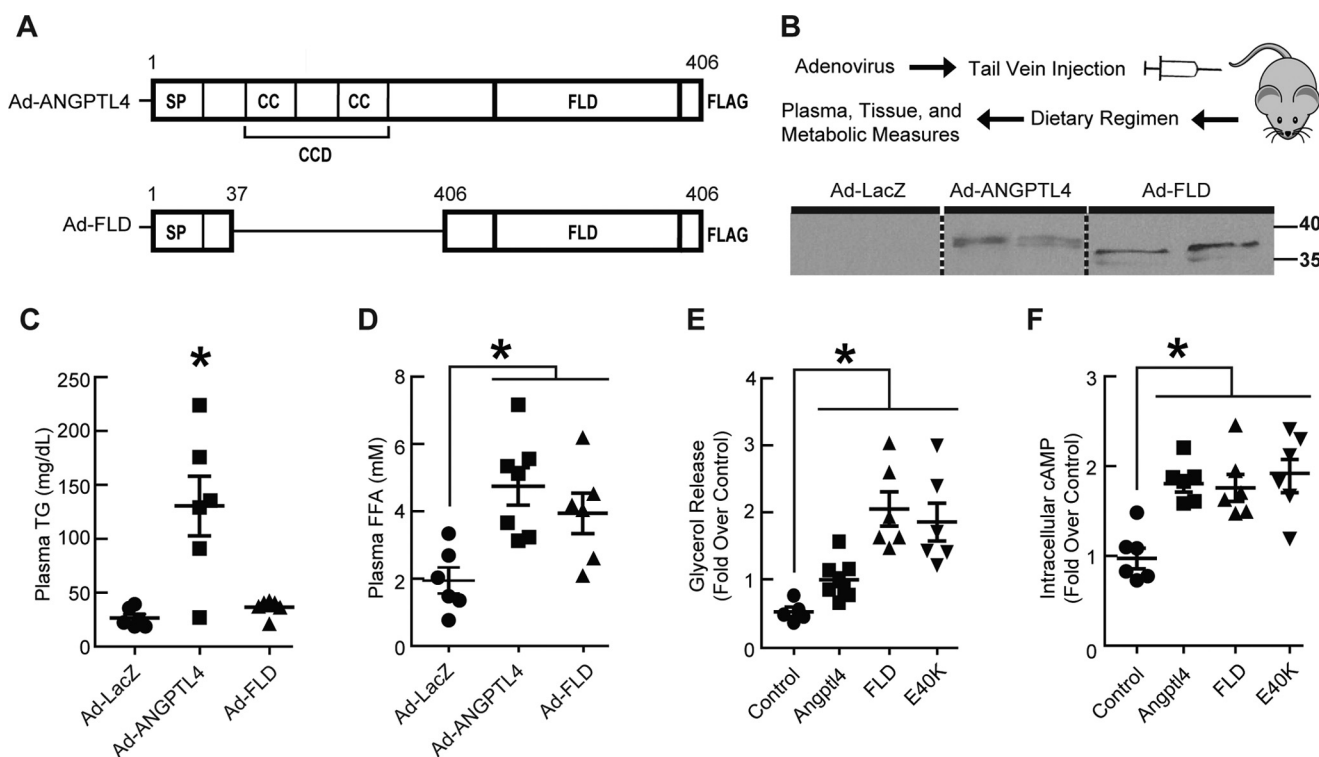 A
1 406
Ad-ANGPTL4 SP CC CC FLD FLAG
CCD
1 37 406 406
Ad-FLD SP FLD FLAG
B
Adenovirus Tail Vein Injection
Plasma, Tissue, and
Metabolic Measures
Dietary Regimen
Ad-LacZ Ad-ANGPTL4 Ad-FLD
40
35
C
*
Plasma TG (mg/dL)
250
200
150
100
50
0
Ad-LacZ
Ad-ANGPTL4
Ad-FLD
D
*
Plasma FFA (mM)
8
6
4
2
0
Ad-LacZ
Ad-ANGPTL4
Ad-FLD
E
*
Glycerol Release
(Fold Over Control)
4
3
2
1
0
Control
Angptl4
FLD
E40K
F
*
Intracellular cAMP
(Fold Over Control)
3
2
1
0
Control
Angptl4
FLD
E40K